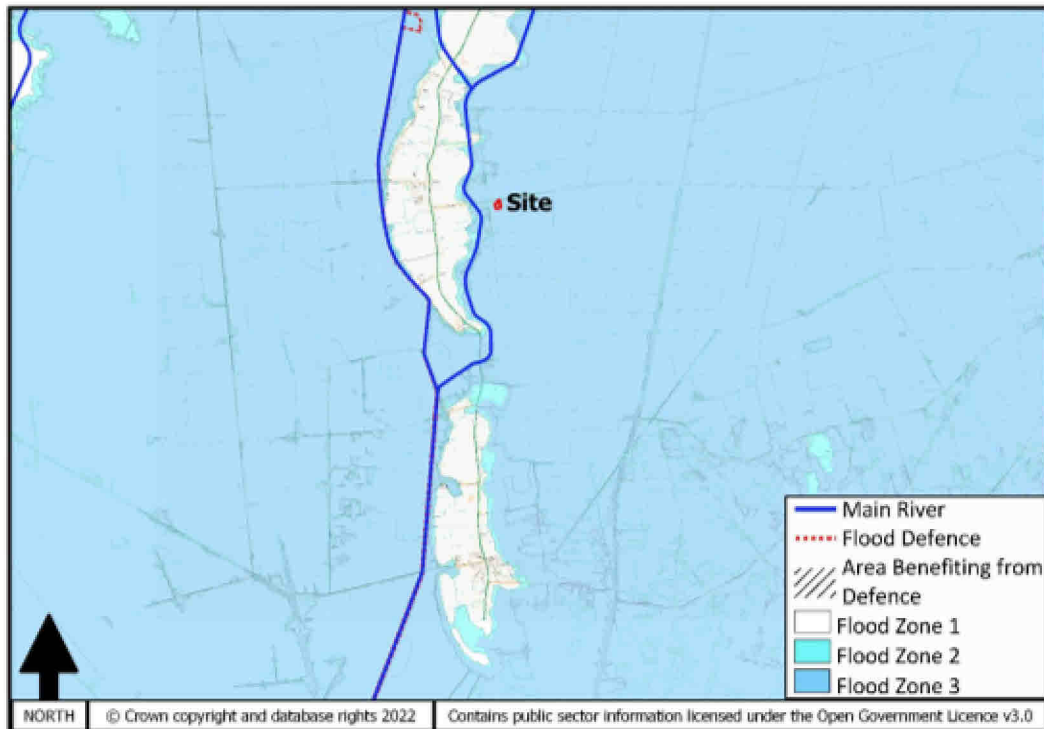 Site
Main River
Flood Defence
Area Benefiting from
Defence
Flood Zone 1
Flood Zone 2
Flood Zone 3
NORTH
© Crown copyright and database rights 2022
Contains public sector information licensed under the Open Government Licence v3.0